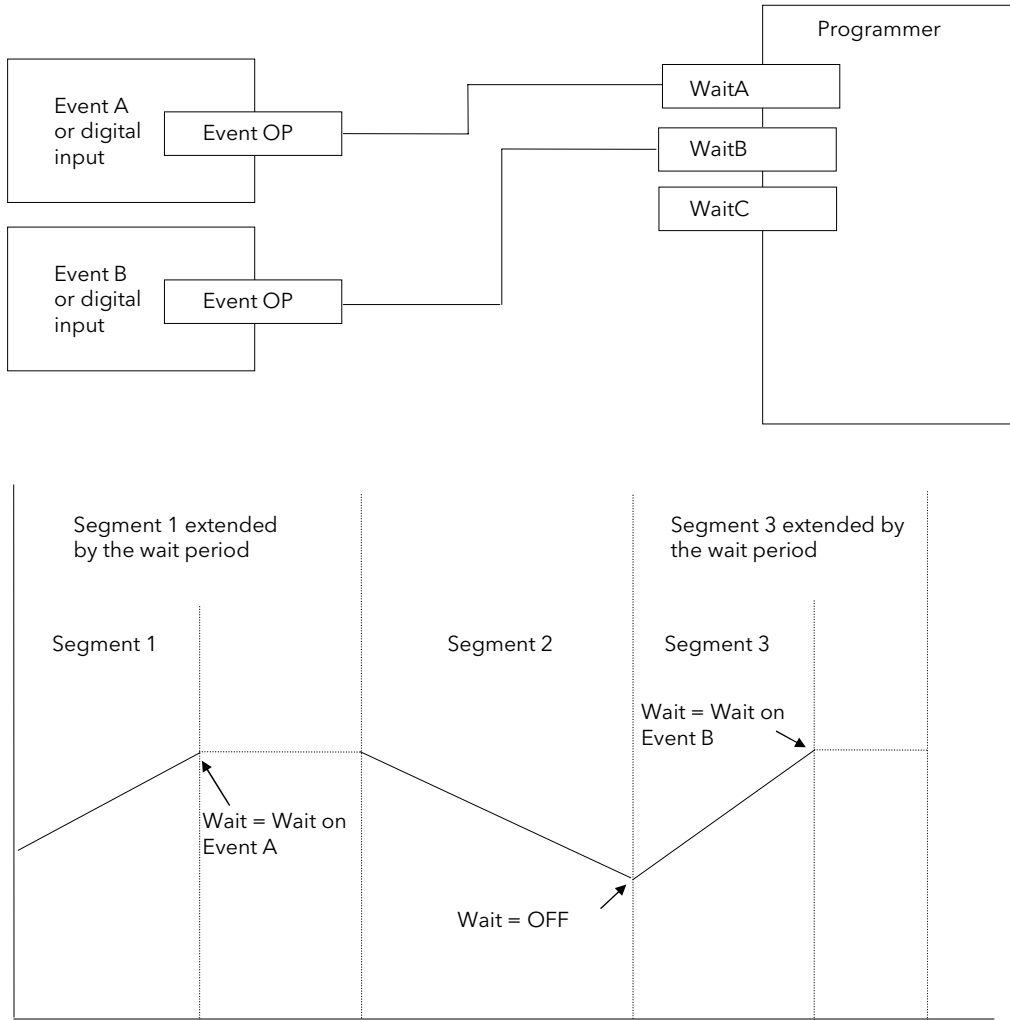 Programmer
Event A
or digital
input
Event OP
WaitA
WaitB
WaitC
Event B
or digital
input
Event OP
Segment 1 extended
by the wait period
Segment 3 extended by
the wait period
Segment 1
Segment 2
Segment 3
Wait = Wait on
Event B
Wait = Wait on
Event A
Wait = OFF